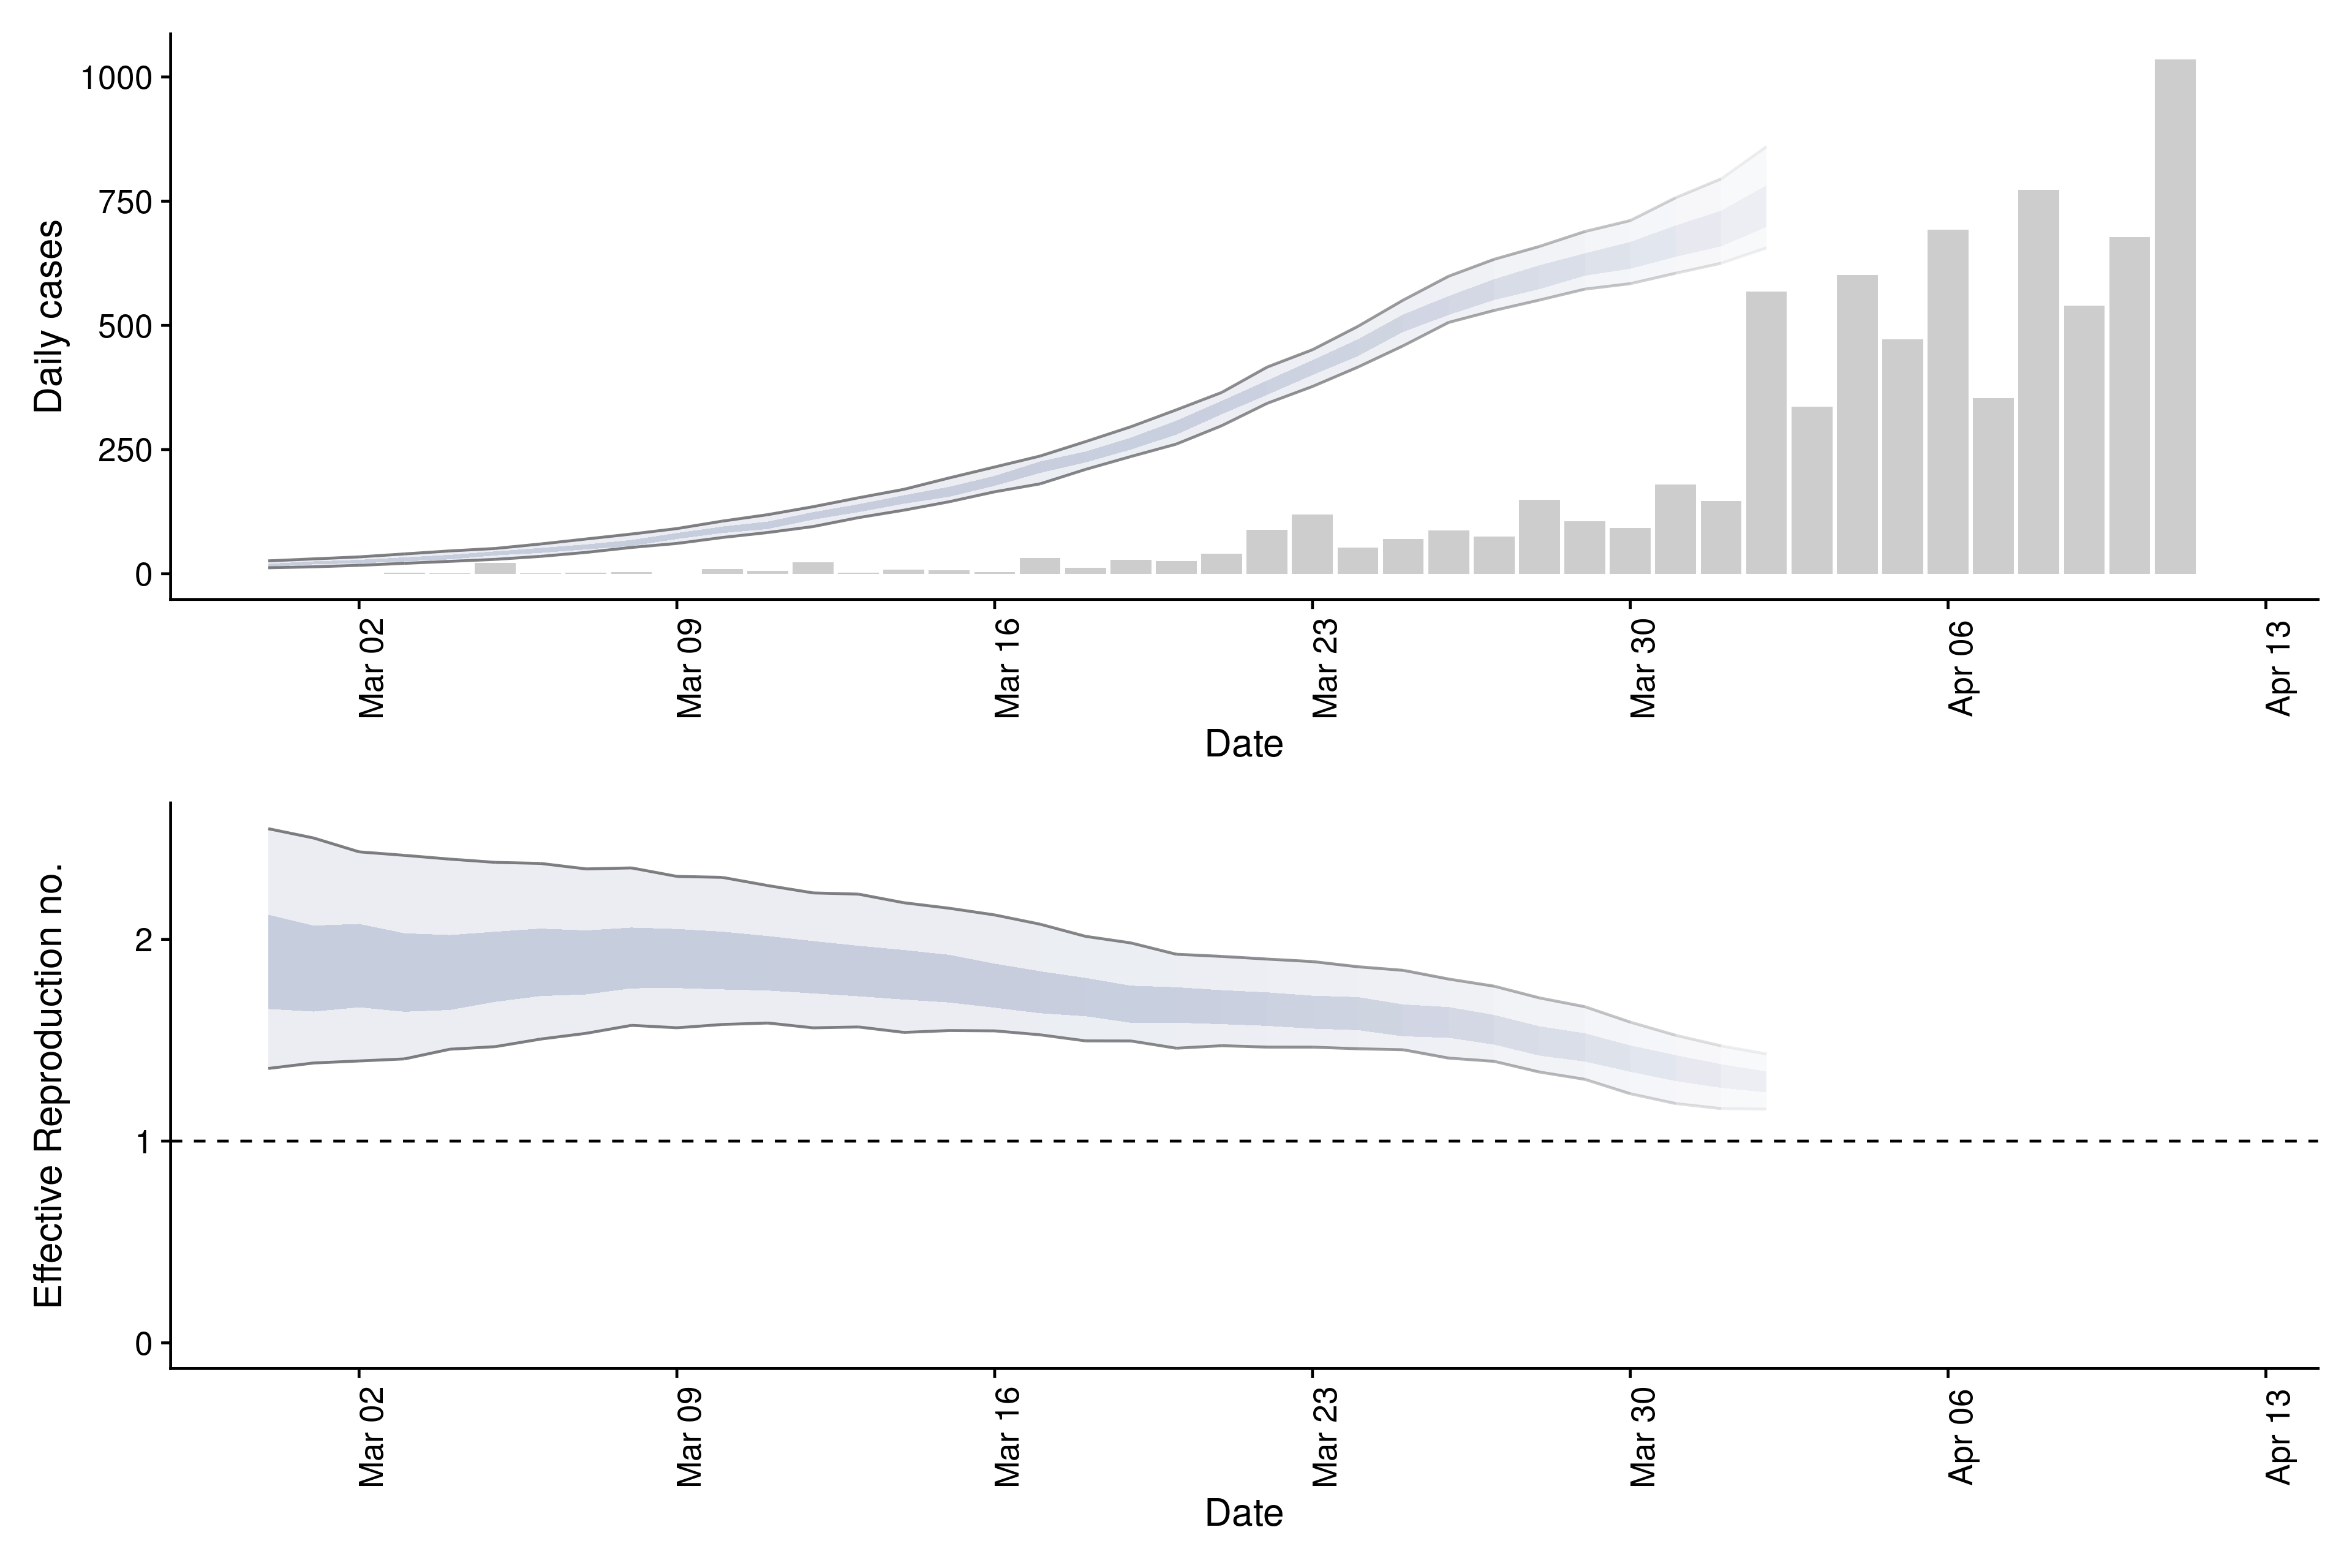 Daily cases
1000
750
500
250
0
Mar 02
Mar 09
Mar 16
Mar 23
Mar 30
Apr 06
Apr 13
Date
Effective Reproduction no.
2
1
0
Mar 02
Mar 09
Mar 16
Mar 23
Mar 30
Apr 06
Apr 13
Date